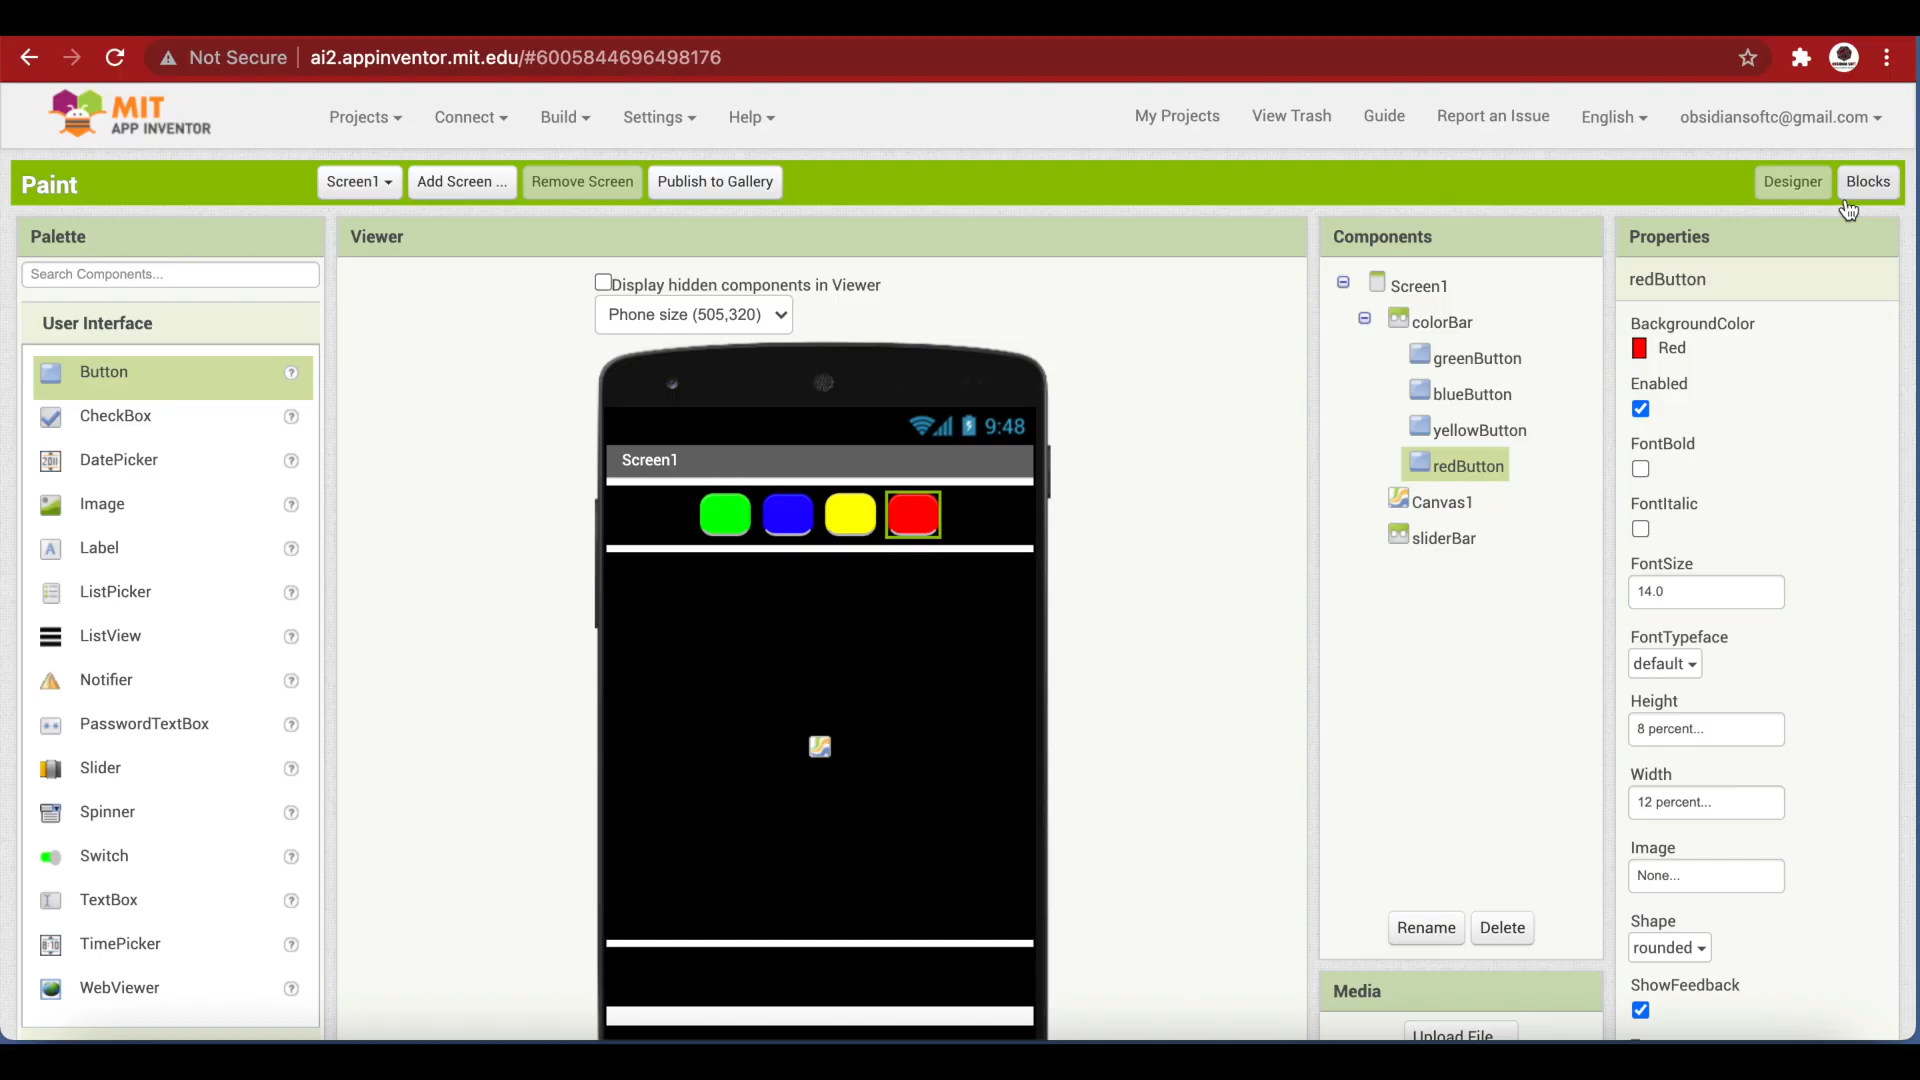 Not Secure
ai2.appinventor.mit.edu/#6005844696498176
MIT
APP INVENTOR
Projects
Connect
Build
Settings
Help
My Projects
View Trash
Guide
Report an Issue
English
obsidiansoftc@gmail.com
Paint
Screen1
Add Screen ...
Remove Screen
Publish to Gallery
Designer
Blocks
Palette
Search Components...
User Interface
Button
CheckBox
DatePicker
Image
Label
ListPicker
ListView
Notifier
PasswordTextBox
Slider
Spinner
Switch
TextBox
TimePicker
WebViewer
Viewer
Display hidden components in Viewer
Phone size (505,320)
9:48
Screen1
Components
Screen1
colorBar
greenButton
blueButton
yellowButton
redButton
Canvas1
sliderBar
Rename
Delete
Media
Upload File
Properties
redButton
BackgroundColor
Red
Enabled
FontBold
FontItalic
FontSize
14.0
FontTypeface
default
Height
8 percent...
Width
12 percent...
Image
None...
Shape
rounded
ShowFeedback